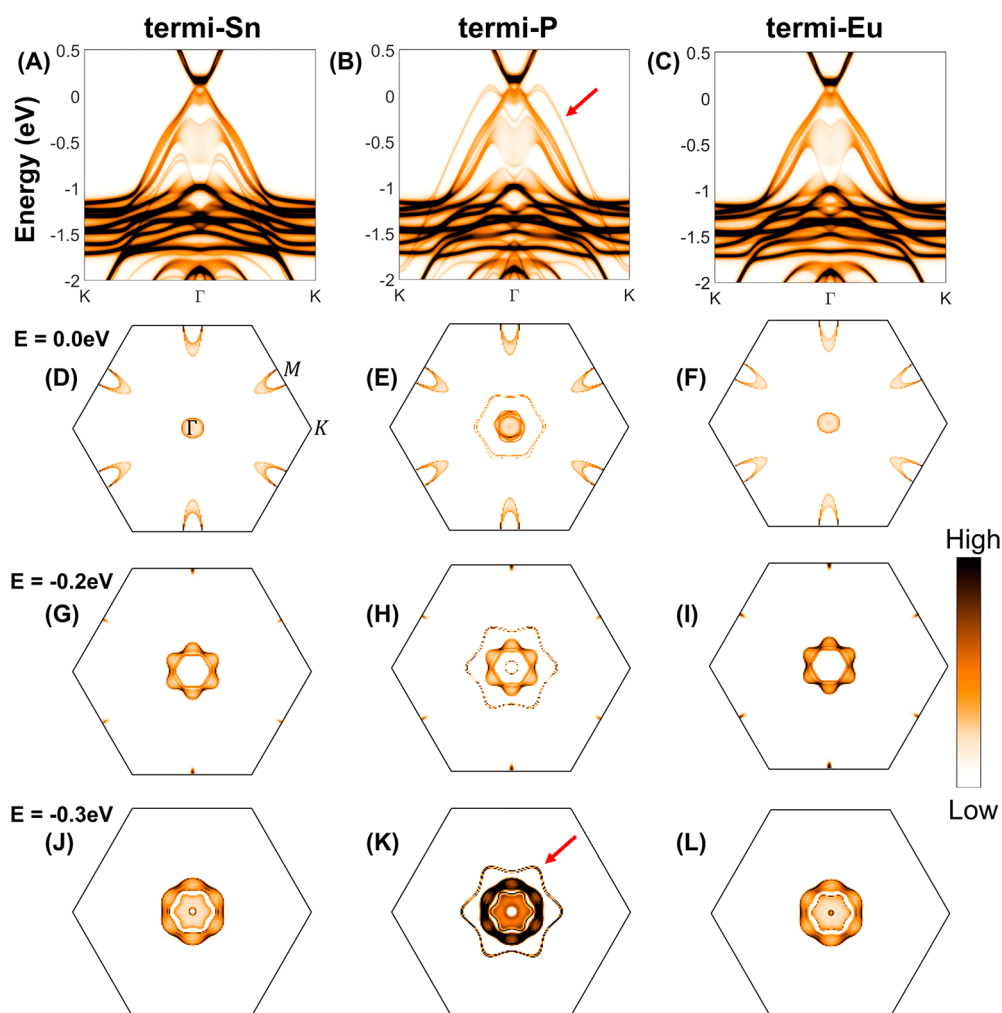 termi-Sn termi-P termi-Eu
(A) (B) (C)
Energy (eV)
0.5 0.5 0.5
0 0 0
-0.5 -0.5 -0.5
-1 -1 -1
-1.5 -1.5 -1.5
-2 -2 -2
K Γ K K Γ K K Γ K
E = 0.0eV
(D) (E) (F)
M
Γ K
E = -0.2eV
(G) (H) (I)
High
Low
E = -0.3eV
(J) (K) (L)